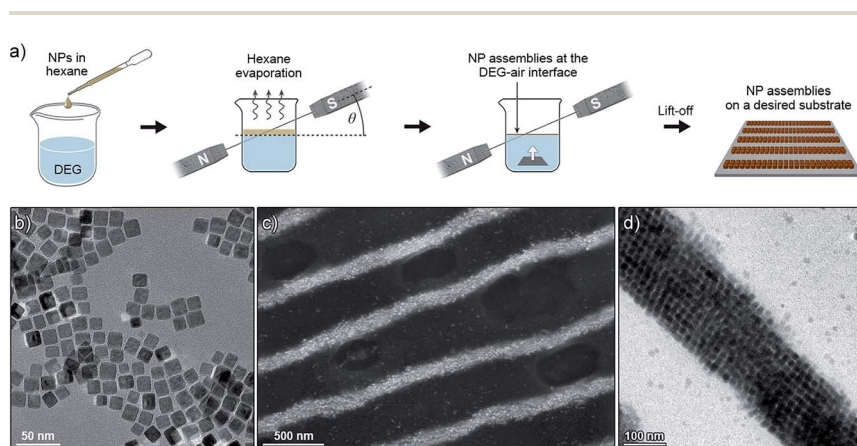 a)
NPs in
hexane
DEG
Hexane
evaporation
N
S
θ
NP assemblies at the
DEG-air interface
N
S
Lift-off
NP assemblies
on a desired substrate
b)
50 nm
c)
500 nm
d)
100 nm